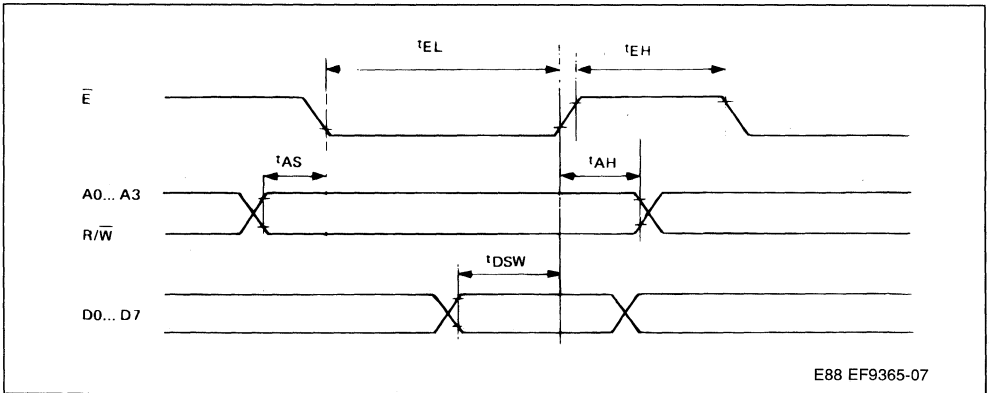 tEL
tEH
E̅
tAS
tAH
A0... A3
R/W̅
tDSW
D0... D7
E88 EF9365-07